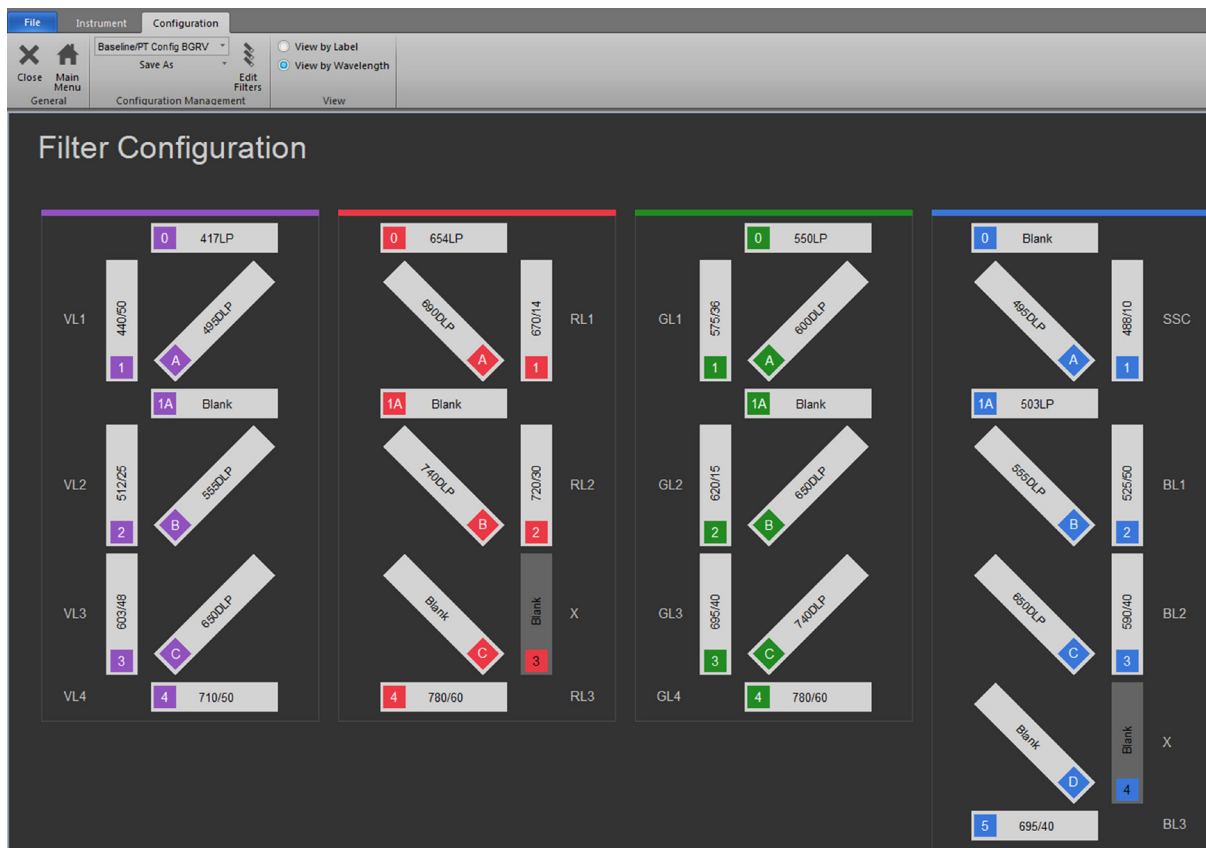 File Instrument Configuration
Baseline/PT Config BGRV
View by Label
Save As
View by Wavelength
Close Main Menu Edit Filters
General Configuration Management View
Filter Configuration
0 417LP
VL1 440/50 1 495DLP A
1A Blank
VL2 512/25 2 555DLP B
VL3 603/48 3 650DLP C
VL4 4 710/50
0 654LP
690DLP A 670/14 1 RL1
1A Blank
740DLP B 720/30 2 RL2
Blank C Blank 3 X
4 780/60 RL3
0 550LP
GL1 575/36 1 600DLP A
1A Blank
GL2 620/15 2 650DLP B
GL3 695/40 3 740DLP C
GL4 4 780/60
0 Blank
495DLP A 488/10 1 SSC
1A 503LP
555DLP B 525/50 2 BL1
650DLP C 590/40 3 BL2
Blank D Blank 4 X
5 695/40 BL3